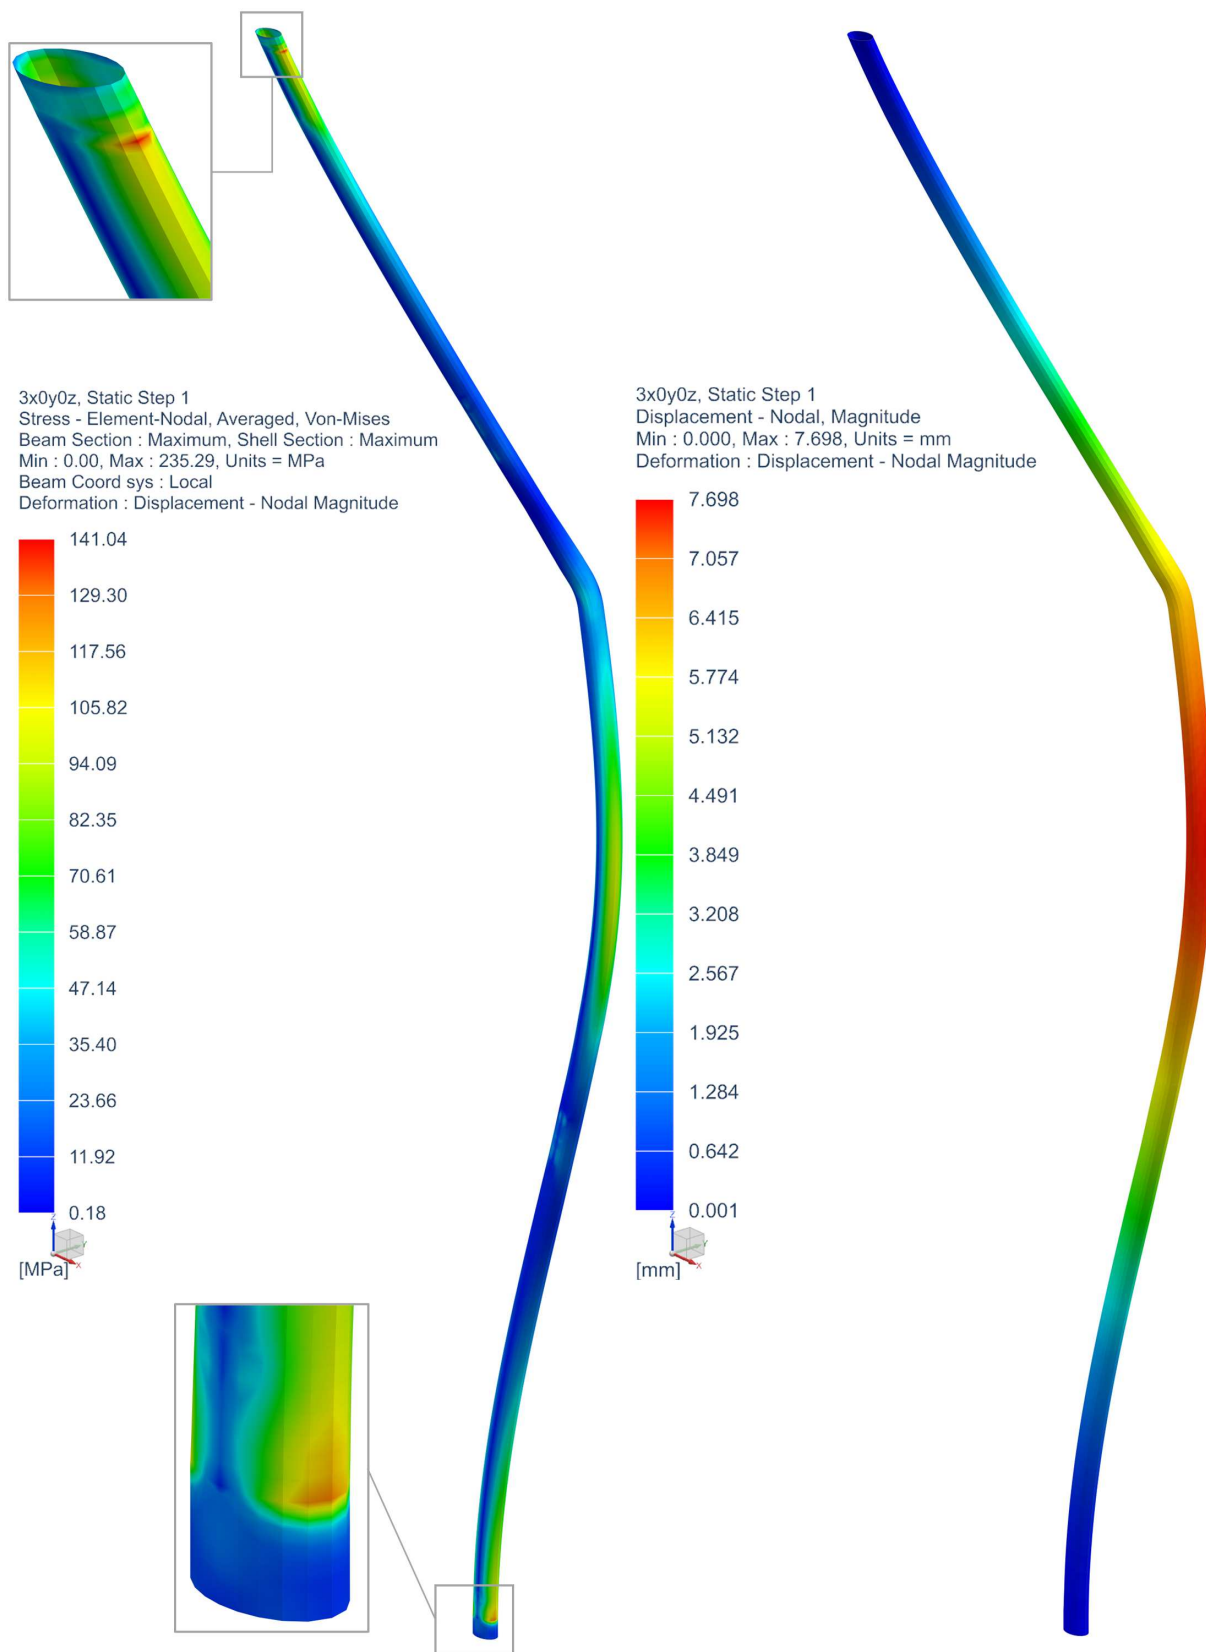 3x0y0z, Static Step 1
Stress - Element-Nodal, Averaged, Von-Mises
Beam Section : Maximum, Shell Section : Maximum
Min : 0.00, Max : 235.29, Units = MPa
Beam Coord sys : Local
Deformation : Displacement - Nodal Magnitude
141.04
129.30
117.56
105.82
94.09
82.35
70.61
58.87
47.14
35.40
23.66
11.92
0.18
Z
Y
X
[MPa]
3x0y0z, Static Step 1
Displacement - Nodal, Magnitude
Min : 0.000, Max : 7.698, Units = mm
Deformation : Displacement - Nodal Magnitude
7.698
7.057
6.415
5.774
5.132
4.491
3.849
3.208
2.567
1.925
1.284
0.642
0.001
Z
Y
X
[mm]